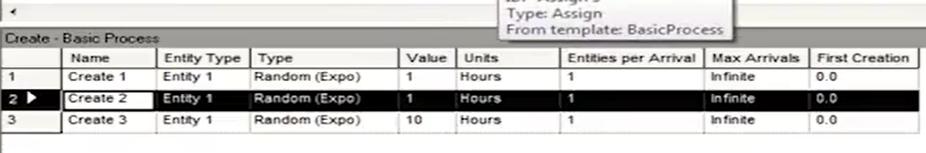 Type: Assign
From template: BasicProcess
Create - Basic Process
Name Entity Type Type Value Units Entities per Arrival Max Arrivals First Creation
1 Create 1 Entity 1 Random (Expo) 1 Hours 1 Infinite 0.0
2 Create 2 Entity 1 Random (Expo) 1 Hours 1 Infinite 0.0
3 Create 3 Entity 1 Random (Expo) 10 Hours 1 Infinite 0.0